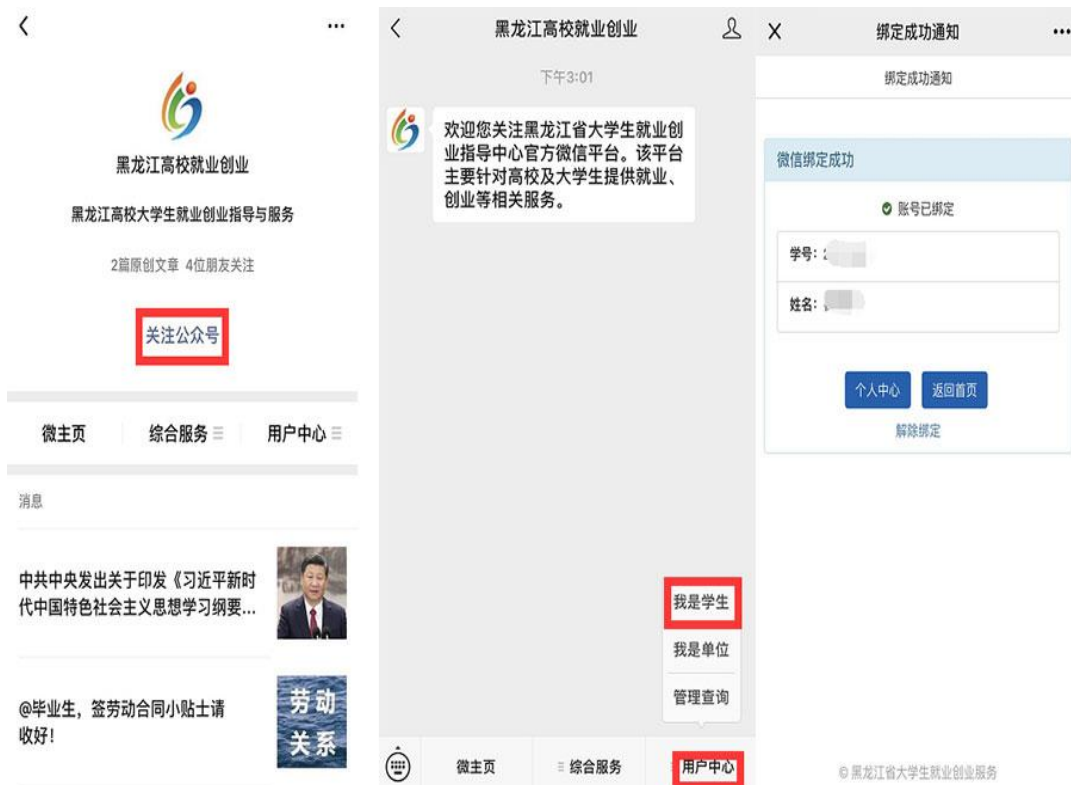 黑龙江高校就业创业
黑龙江高校大学生就业创业指导与服务
2篇原创文章 4位朋友关注
关注公众号
微主页
综合服务
用户中心
消息
中共中央发出关于印发《习近平新时
代中国特色社会主义思想学习纲要...
@毕业生，签劳动合同小贴士请
收好！
劳动
关系
黑龙江高校就业创业
下午3:01
欢迎您关注黑龙江省大学生就业创
业指导中心官方微信平台。该平台
主要针对高校及大学生提供就业、
创业等相关服务。
我是学生
我是单位
管理查询
微主页
综合服务
用户中心
绑定成功通知
绑定成功通知
微信绑定成功
账号已绑定
学号：
姓名：
个人中心
返回首页
解除绑定
© 黑龙江省大学生就业创业服务